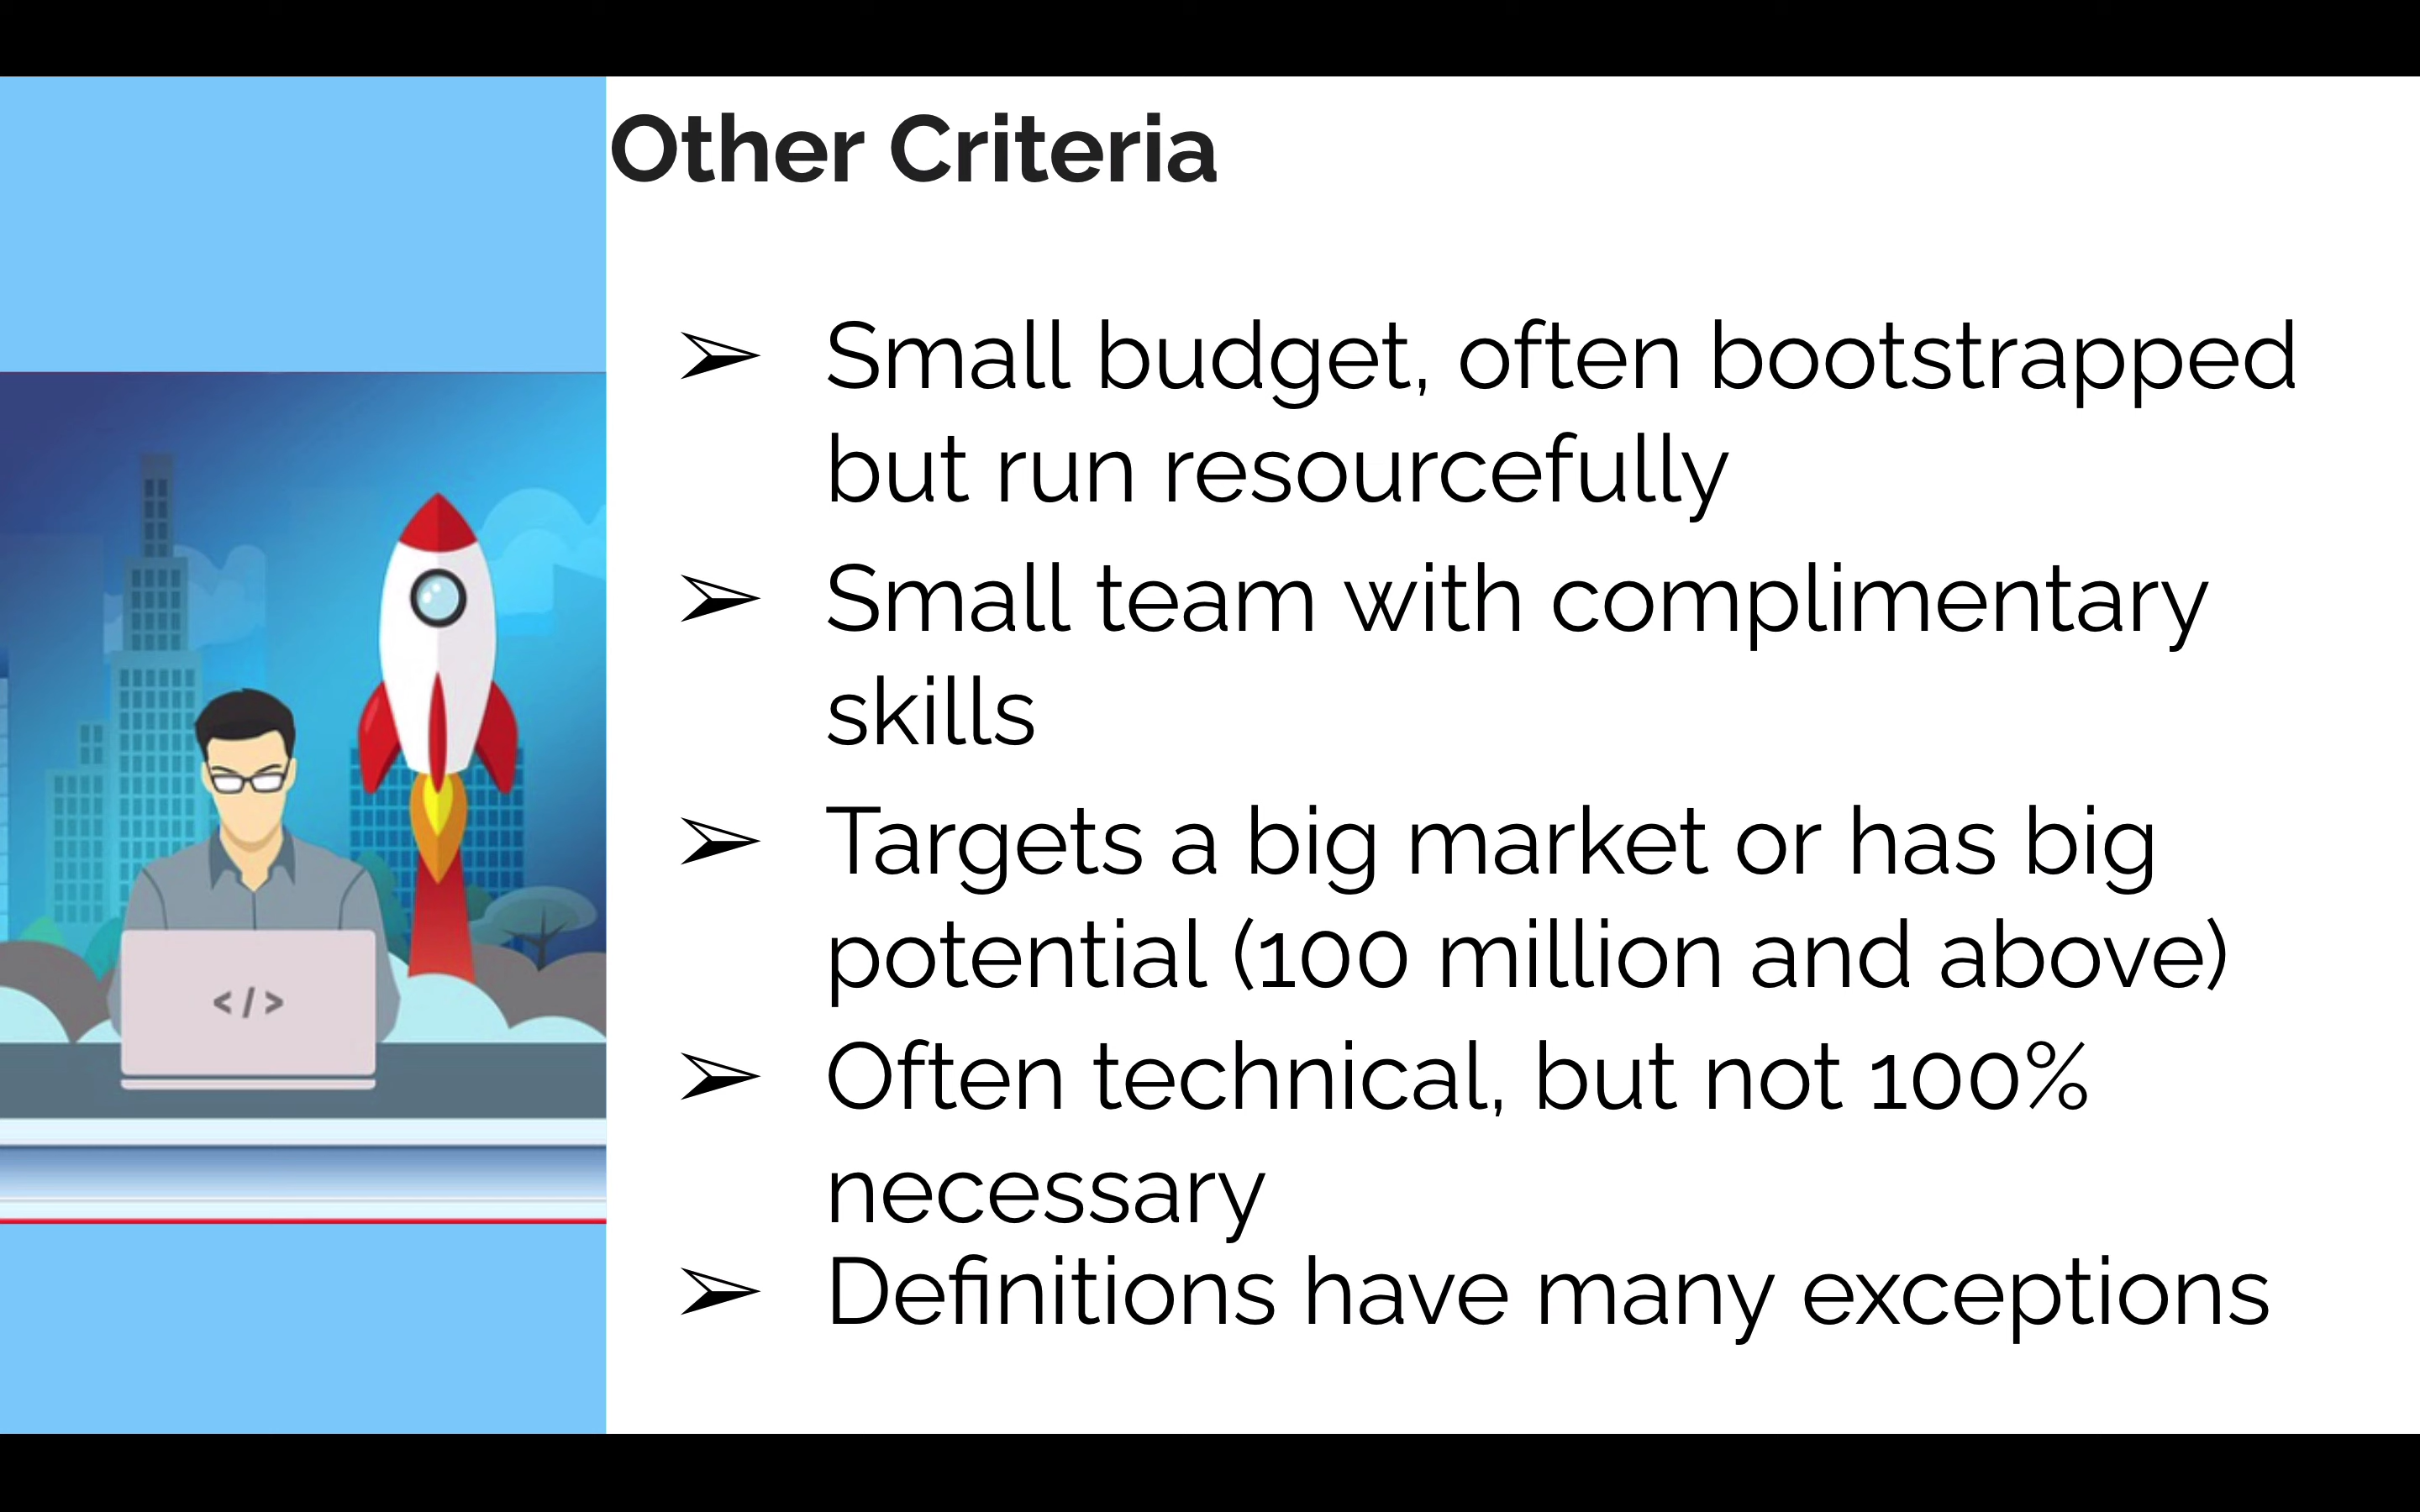 Other Criteria
➢ Small budget, often bootstrapped
but run resourcefully
➢ Small team with complimentary
skills
➢ Targets a big market or has big
potential (100 million and above)
➢ Often technical, but not 100%
necessary
➢ Definitions have many exceptions
</>